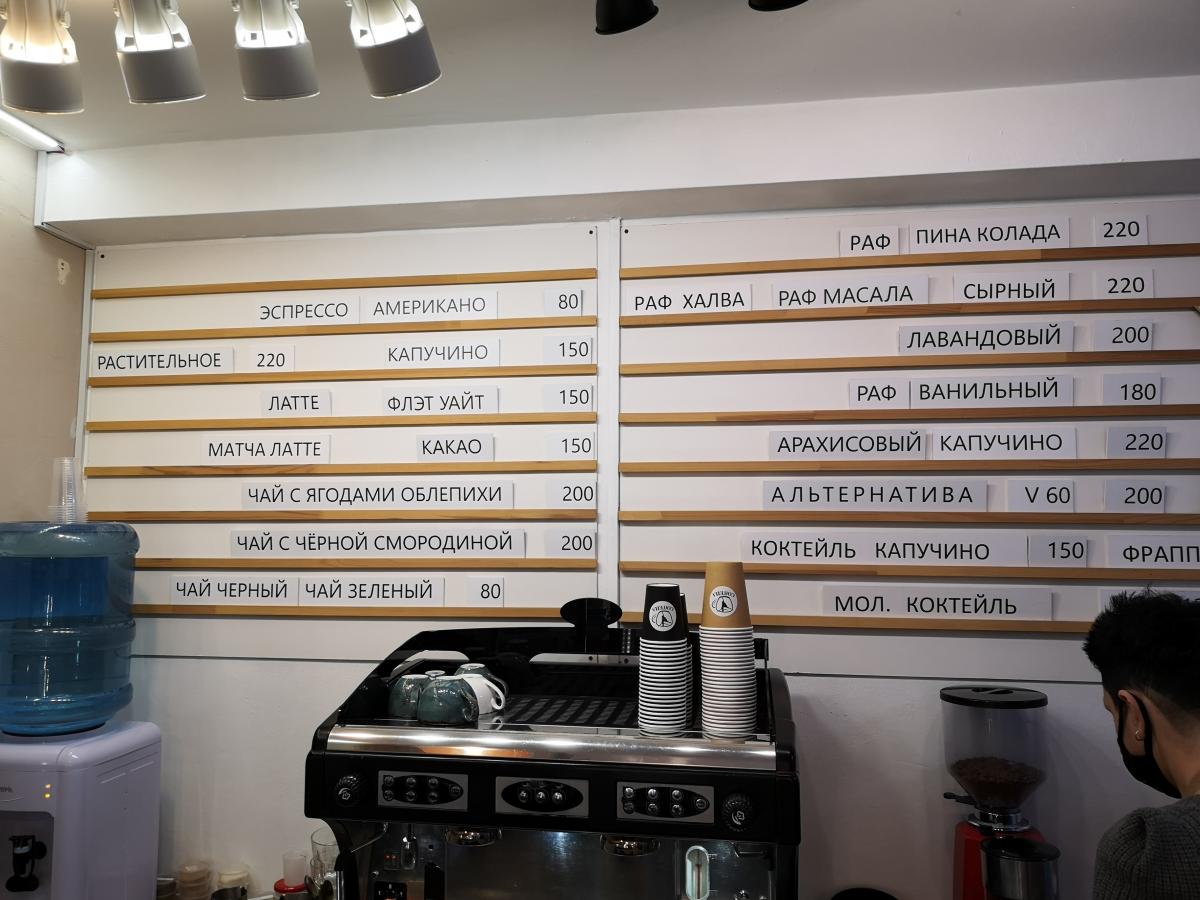 ЭСПРЕССО АМЕРИКАНО 80
РАСТИТЕЛЬНОЕ 220 КАПУЧИНО 150
ЛАТТЕ ФЛЭТ УАЙТ 150
МАТЧА ЛАТТЕ КАКАО 150
ЧАЙ С ЯГОДАМИ ОБЛЕПИХИ 200
ЧАЙ С ЧЁРНОЙ СМОРОДИНОЙ 200
ЧАЙ ЧЕРНЫЙ ЧАЙ ЗЕЛЕНЫЙ 80
РАФ ПИНА КОЛАДА 220
РАФ ХАЛВА РАФ МАСАЛА СЫРНЫЙ 220
ЛАВАНДОВЫЙ 200
РАФ ВАНИЛЬНЫЙ 180
АРАХИСОВЫЙ КАПУЧИНО 220
АЛЬТЕРНАТИВА V 60 200
КОКТЕЙЛЬ КАПУЧИНО 150 ФРАПП
МОЛ. КОКТЕЙЛЬ